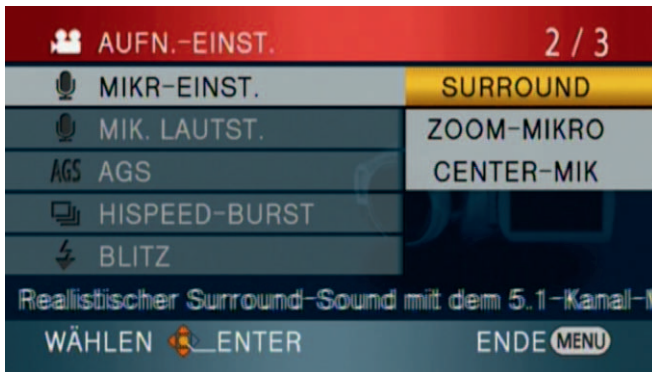 AUFN.-EINST. 2 / 3
MIKR-EINST. SURROUND
MIK. LAUTST. ZOOM-MIKRO
AGS AGS CENTER-MIK
HISPEED-BURST
BLITZ
Realistischer Surround-Sound mit dem 5.1-Kanal-
WÄHLEN ENTER ENDE MENU